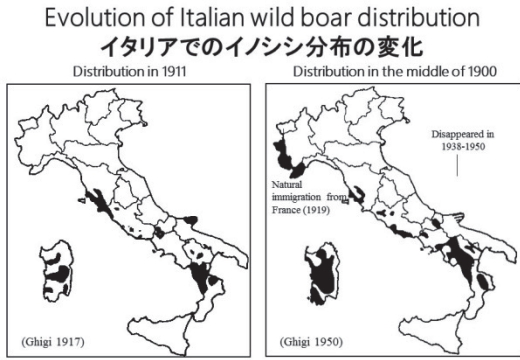 Evolution of Italian wild boar distribution
イタリアでのイノシシ分布の変化
Distribution in 1911
Distribution in the middle of 1900
Disappeared in
1938-1950
Natural
immigration from
France (1919)
(Ghigi 1917)
(Ghigi 1950)